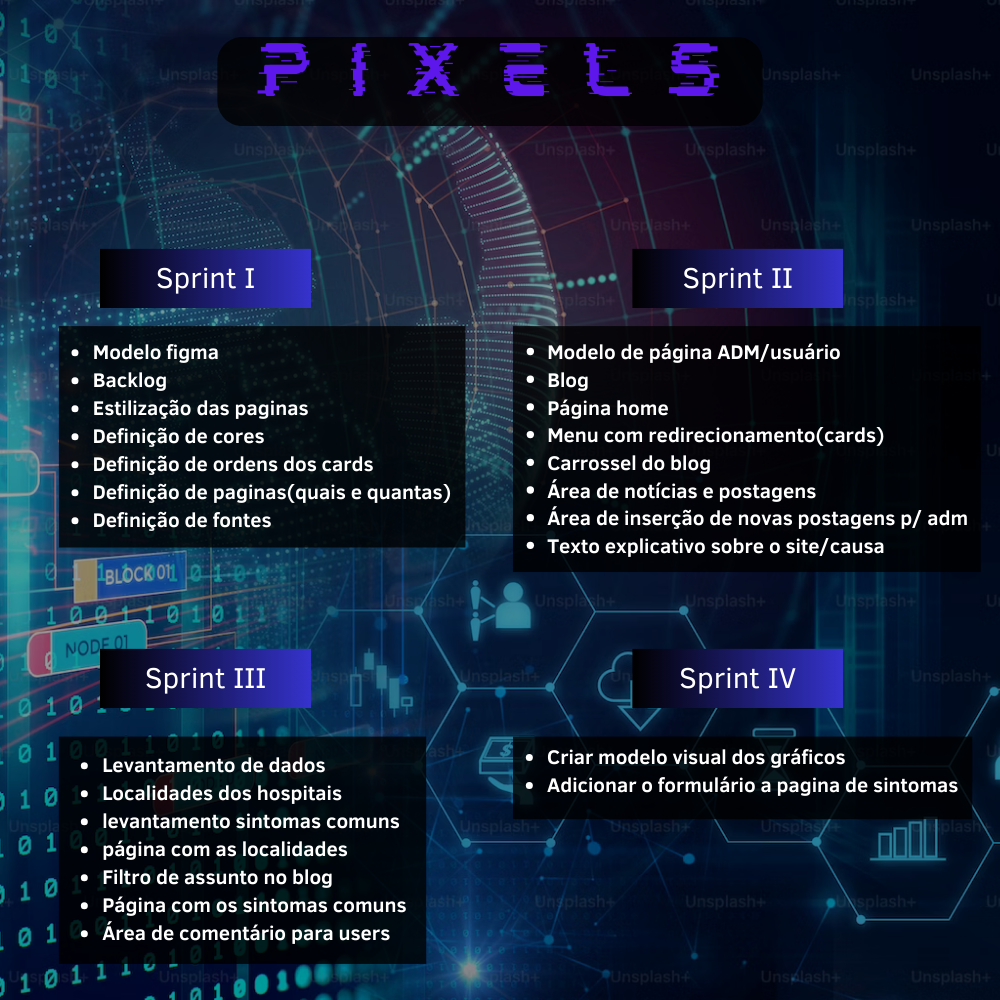 PIXELS
Sprint I
• Modelo figma
• Backlog
• Estilização das paginas
• Definição de cores
• Definição de ordens dos cards
• Definição de paginas(quais e quantas)
• Definição de fontes
Sprint II
• Modelo de página ADM/usuário
• Blog
• Página home
• Menu com redirecionamento(cards)
• Carrossel do blog
• Área de notícias e postagens
• Área de inserção de novas postagens p/ adm
• Texto explicativo sobre o site/causa
BLOCK 01
NODE 01
Sprint III
• Levantamento de dados
• Localidades dos hospitais
• levantamento sintomas comuns
• página com as localidades
• Filtro de assunto no blog
• Página com os sintomas comuns
• Área de comentário para users
Sprint IV
• Criar modelo visual dos gráficos
• Adicionar o formulário a pagina de sintomas
Unsplash+